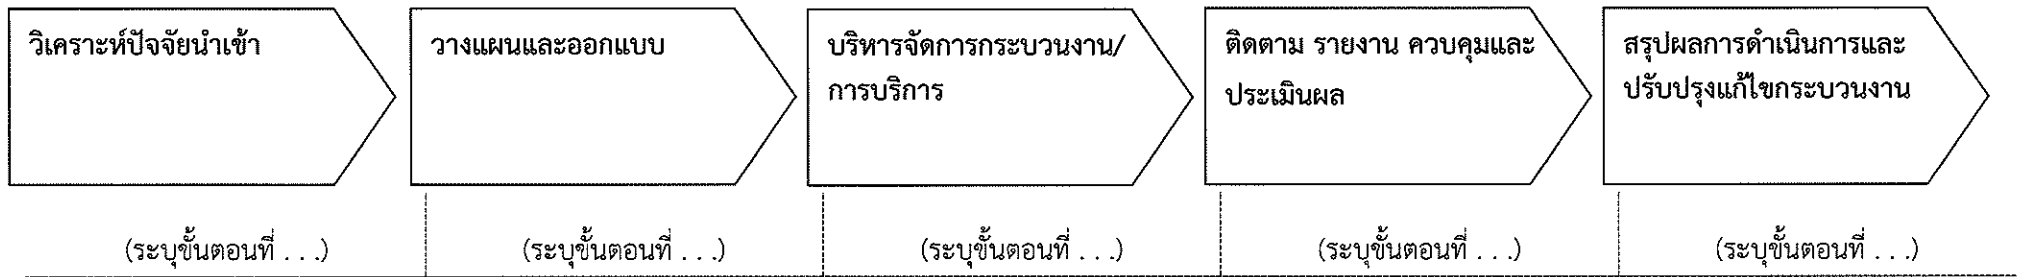 วิเคราะห์ปัจจัยนำเข้า
วางแผนและออกแบบ
บริหารจัดการกระบวนงาน/
การบริการ
ติดตาม รายงาน ควบคุมและ
ประเมินผล
สรุปผลการดำเนินการและ
ปรับปรุงแก้ไขกระบวนงาน
(ระบุขั้นตอนที่ . . .)
(ระบุขั้นตอนที่ . . .)
(ระบุขั้นตอนที่ . . .)
(ระบุขั้นตอนที่ . . .)
(ระบุขั้นตอนที่ . . .)